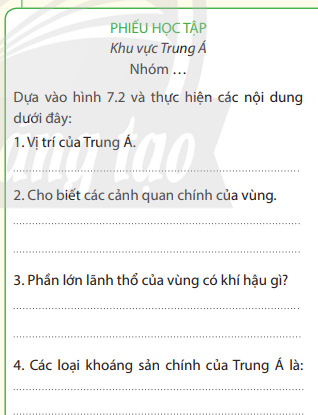 PHIẾU HỌC TẬP
Khu vực Trung Á
Nhóm ...
Dựa vào hình 7.2 và thực hiện các nội dung
dưới đây:
1. Vị trí của Trung Á.
2. Cho biết các cảnh quan chính của vùng.
3. Phần lớn lãnh thổ của vùng có khí hậu gì?
4. Các loại khoáng sản chính của Trung Á là: